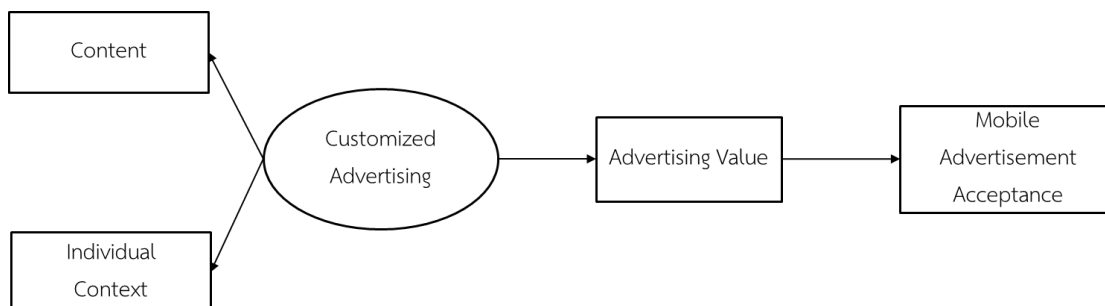 Content
Customized
Advertising
Advertising Value
Mobile
Advertisement
Acceptance
Individual
Context